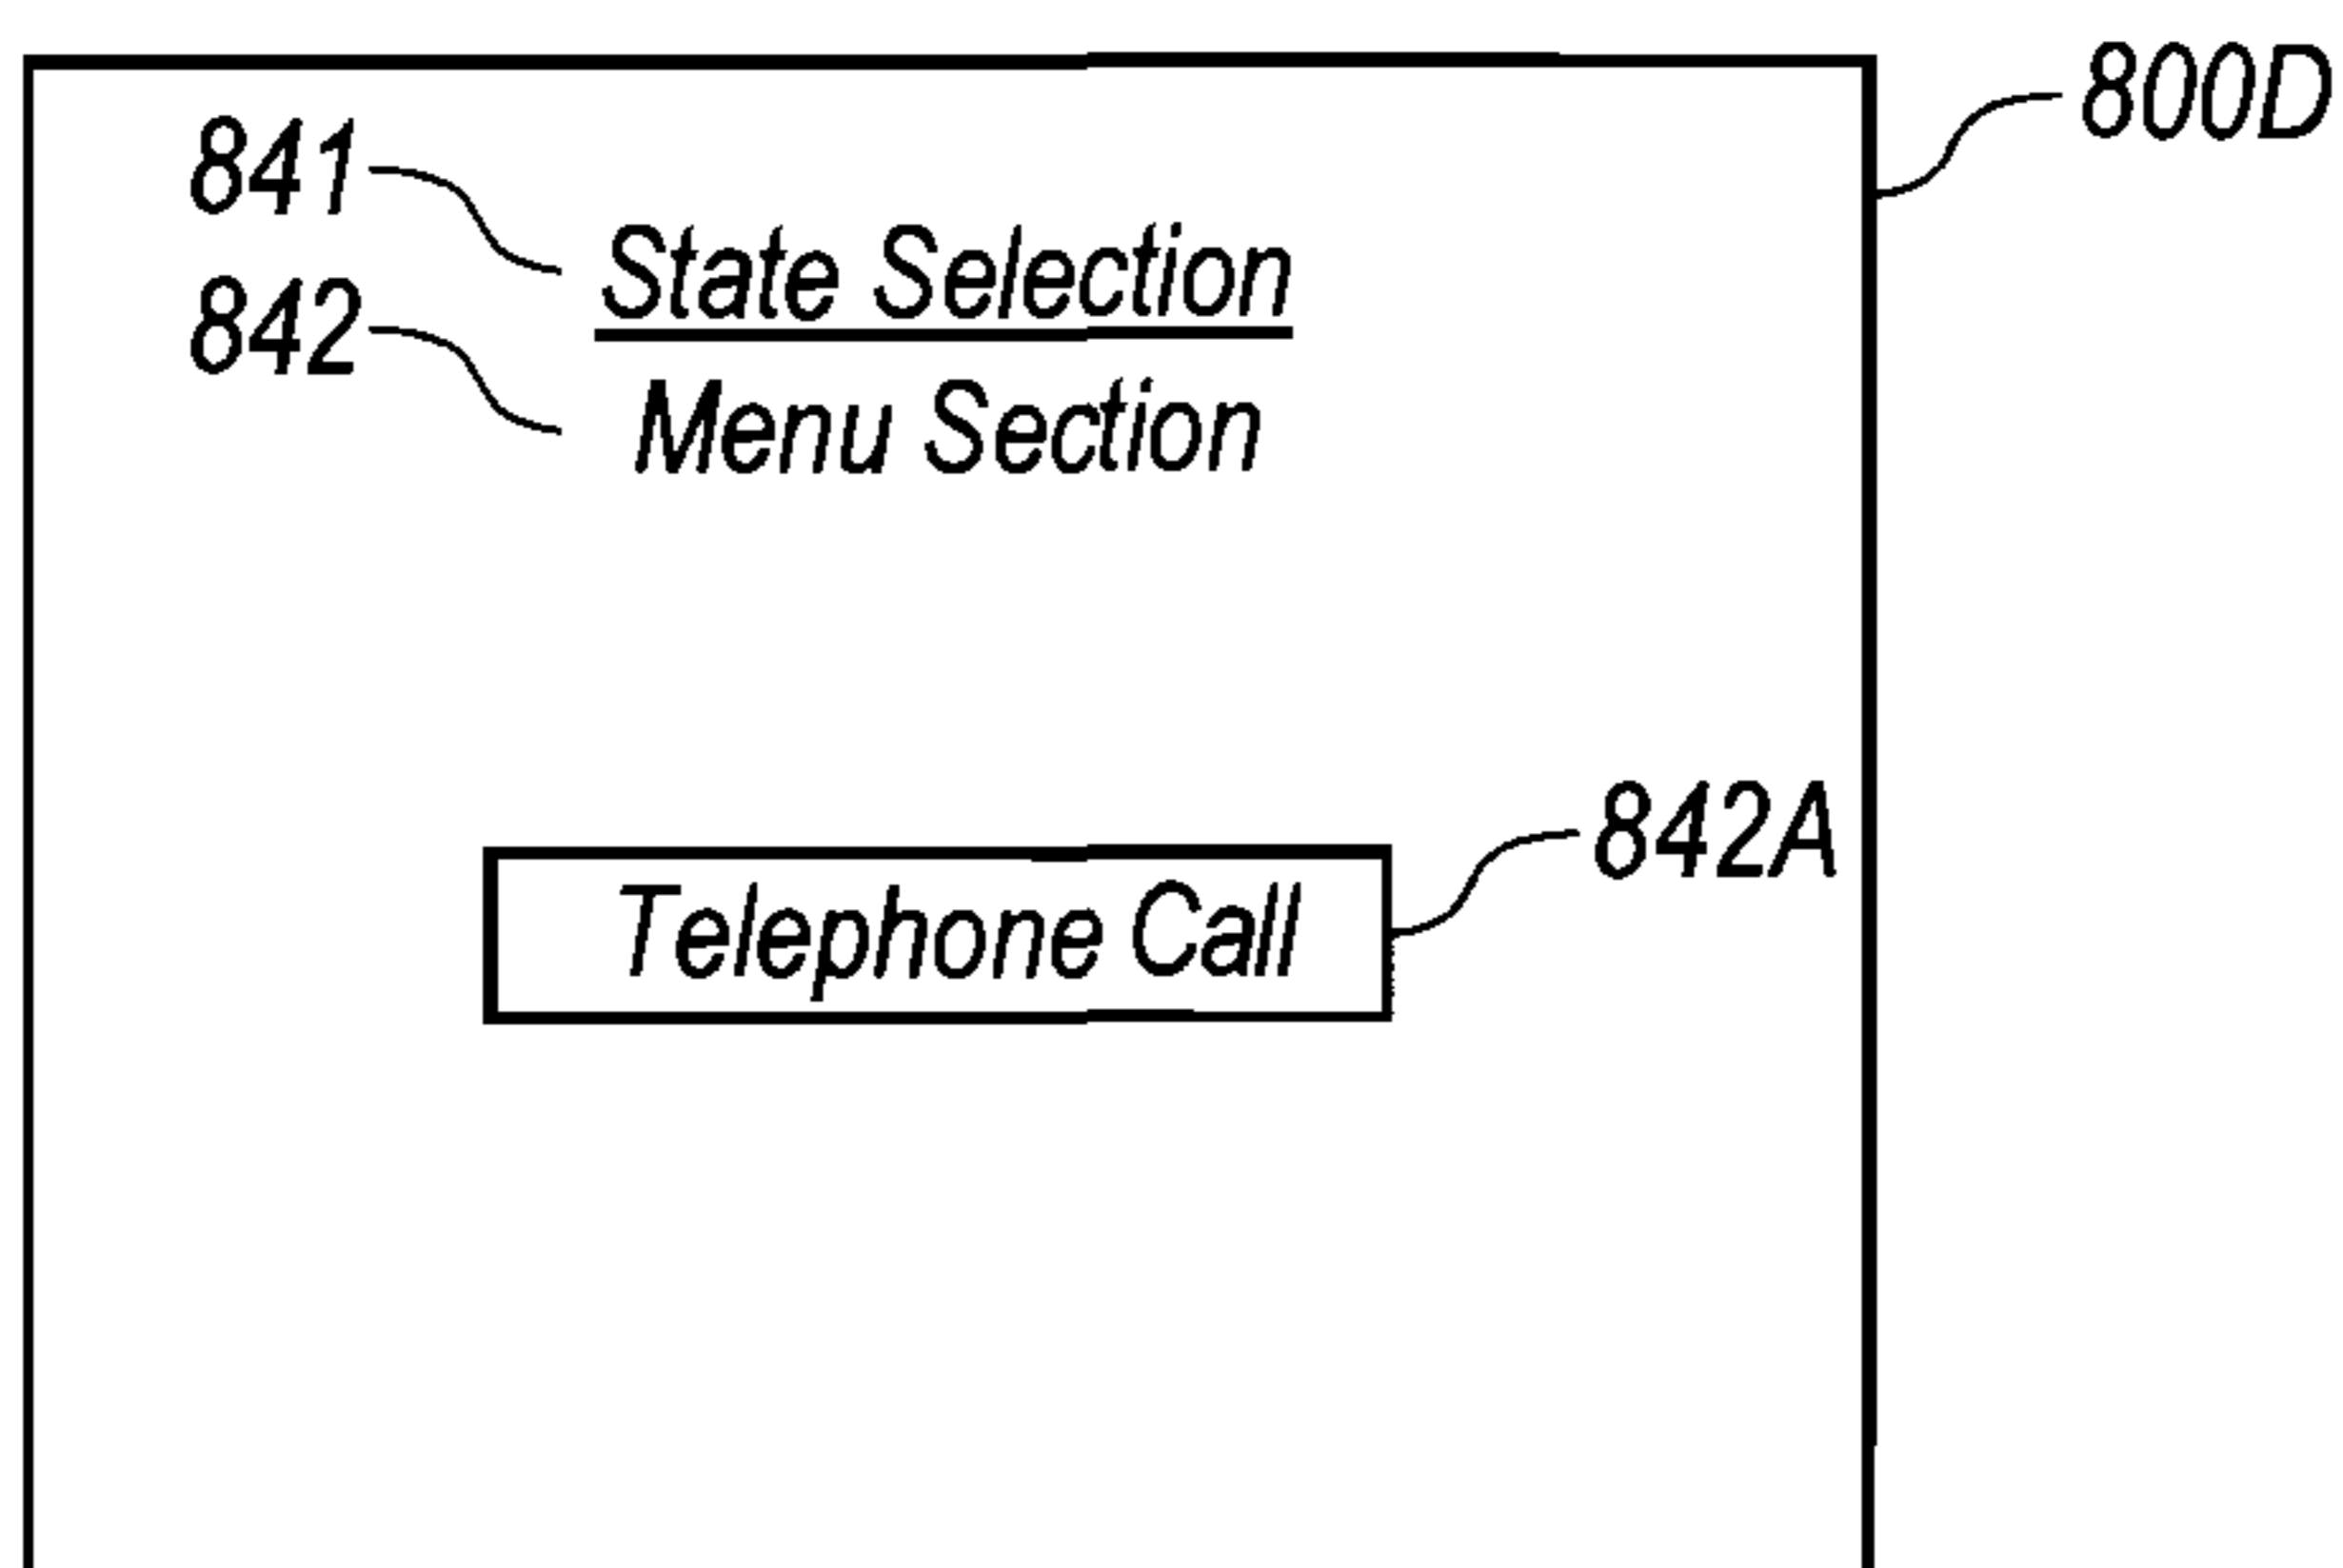 800D
841
State Selection
842
Menu Section
842A
Telephone Call